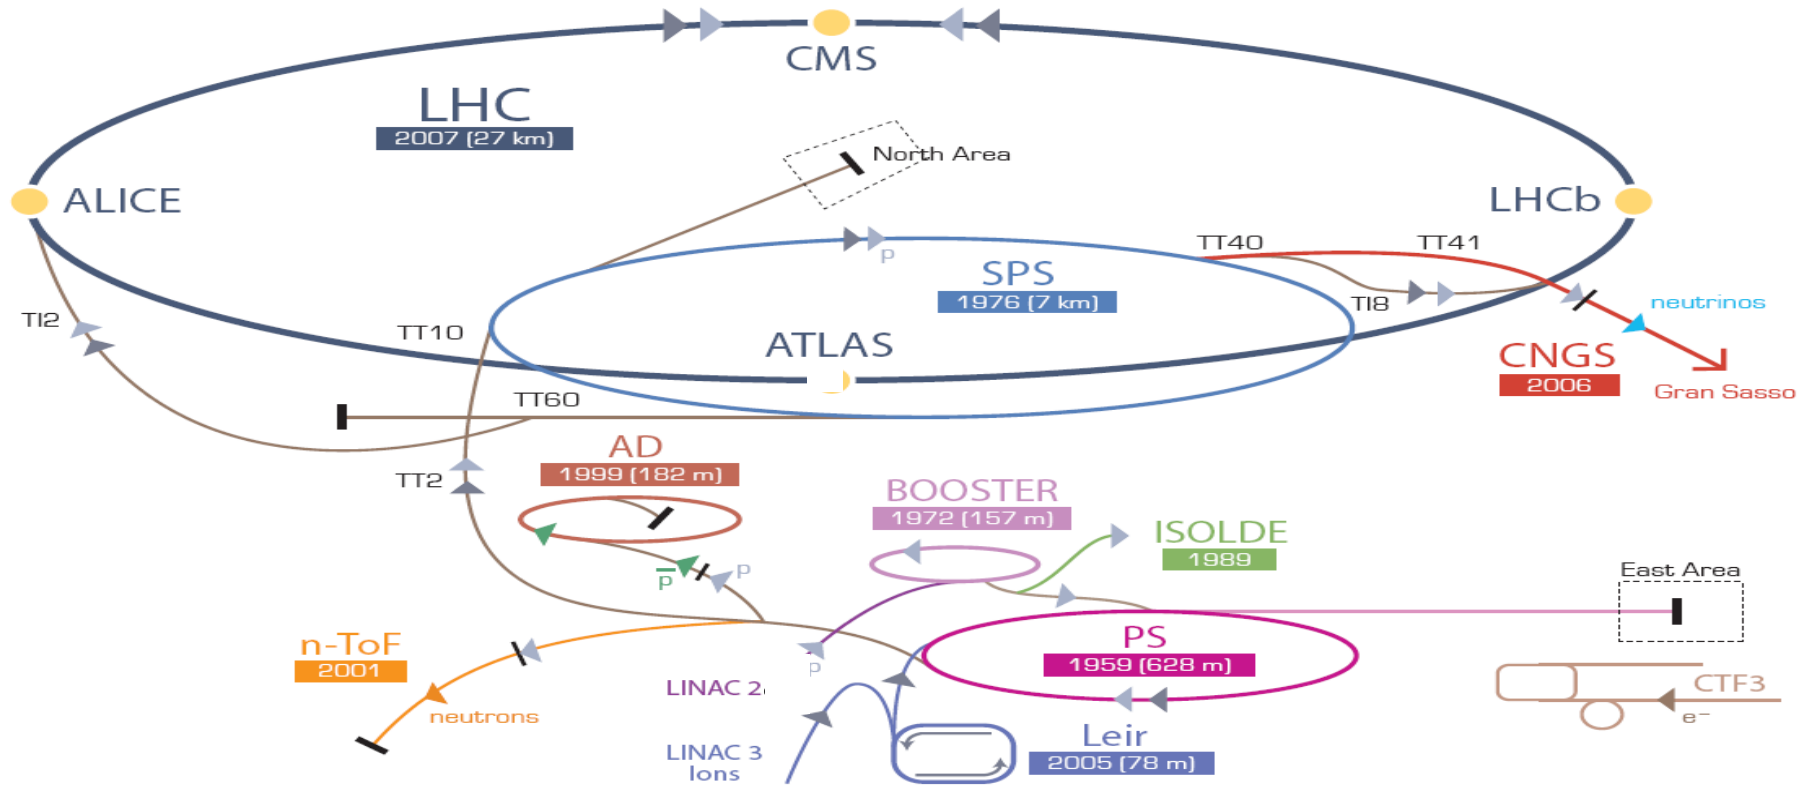 CMS
LHC
2007 (27 km)
North Area
ALICE
LHCb
TT40
TT41
p
SPS
1976 (7 km)
TI8
neutrinos
TI2
TT10
ATLAS
CNGS
2006
Gran Sasso
TT60
AD
1999 (182 m)
TT2
BOOSTER
1972 (157 m)
ISOLDE
1989
p̅
p
East Area
n-ToF
2001
PS
1959 (628 m)
p
LINAC 2
neutrons
CTF3
e⁻
LINAC 3
Ions
Leir
2005 (78 m)